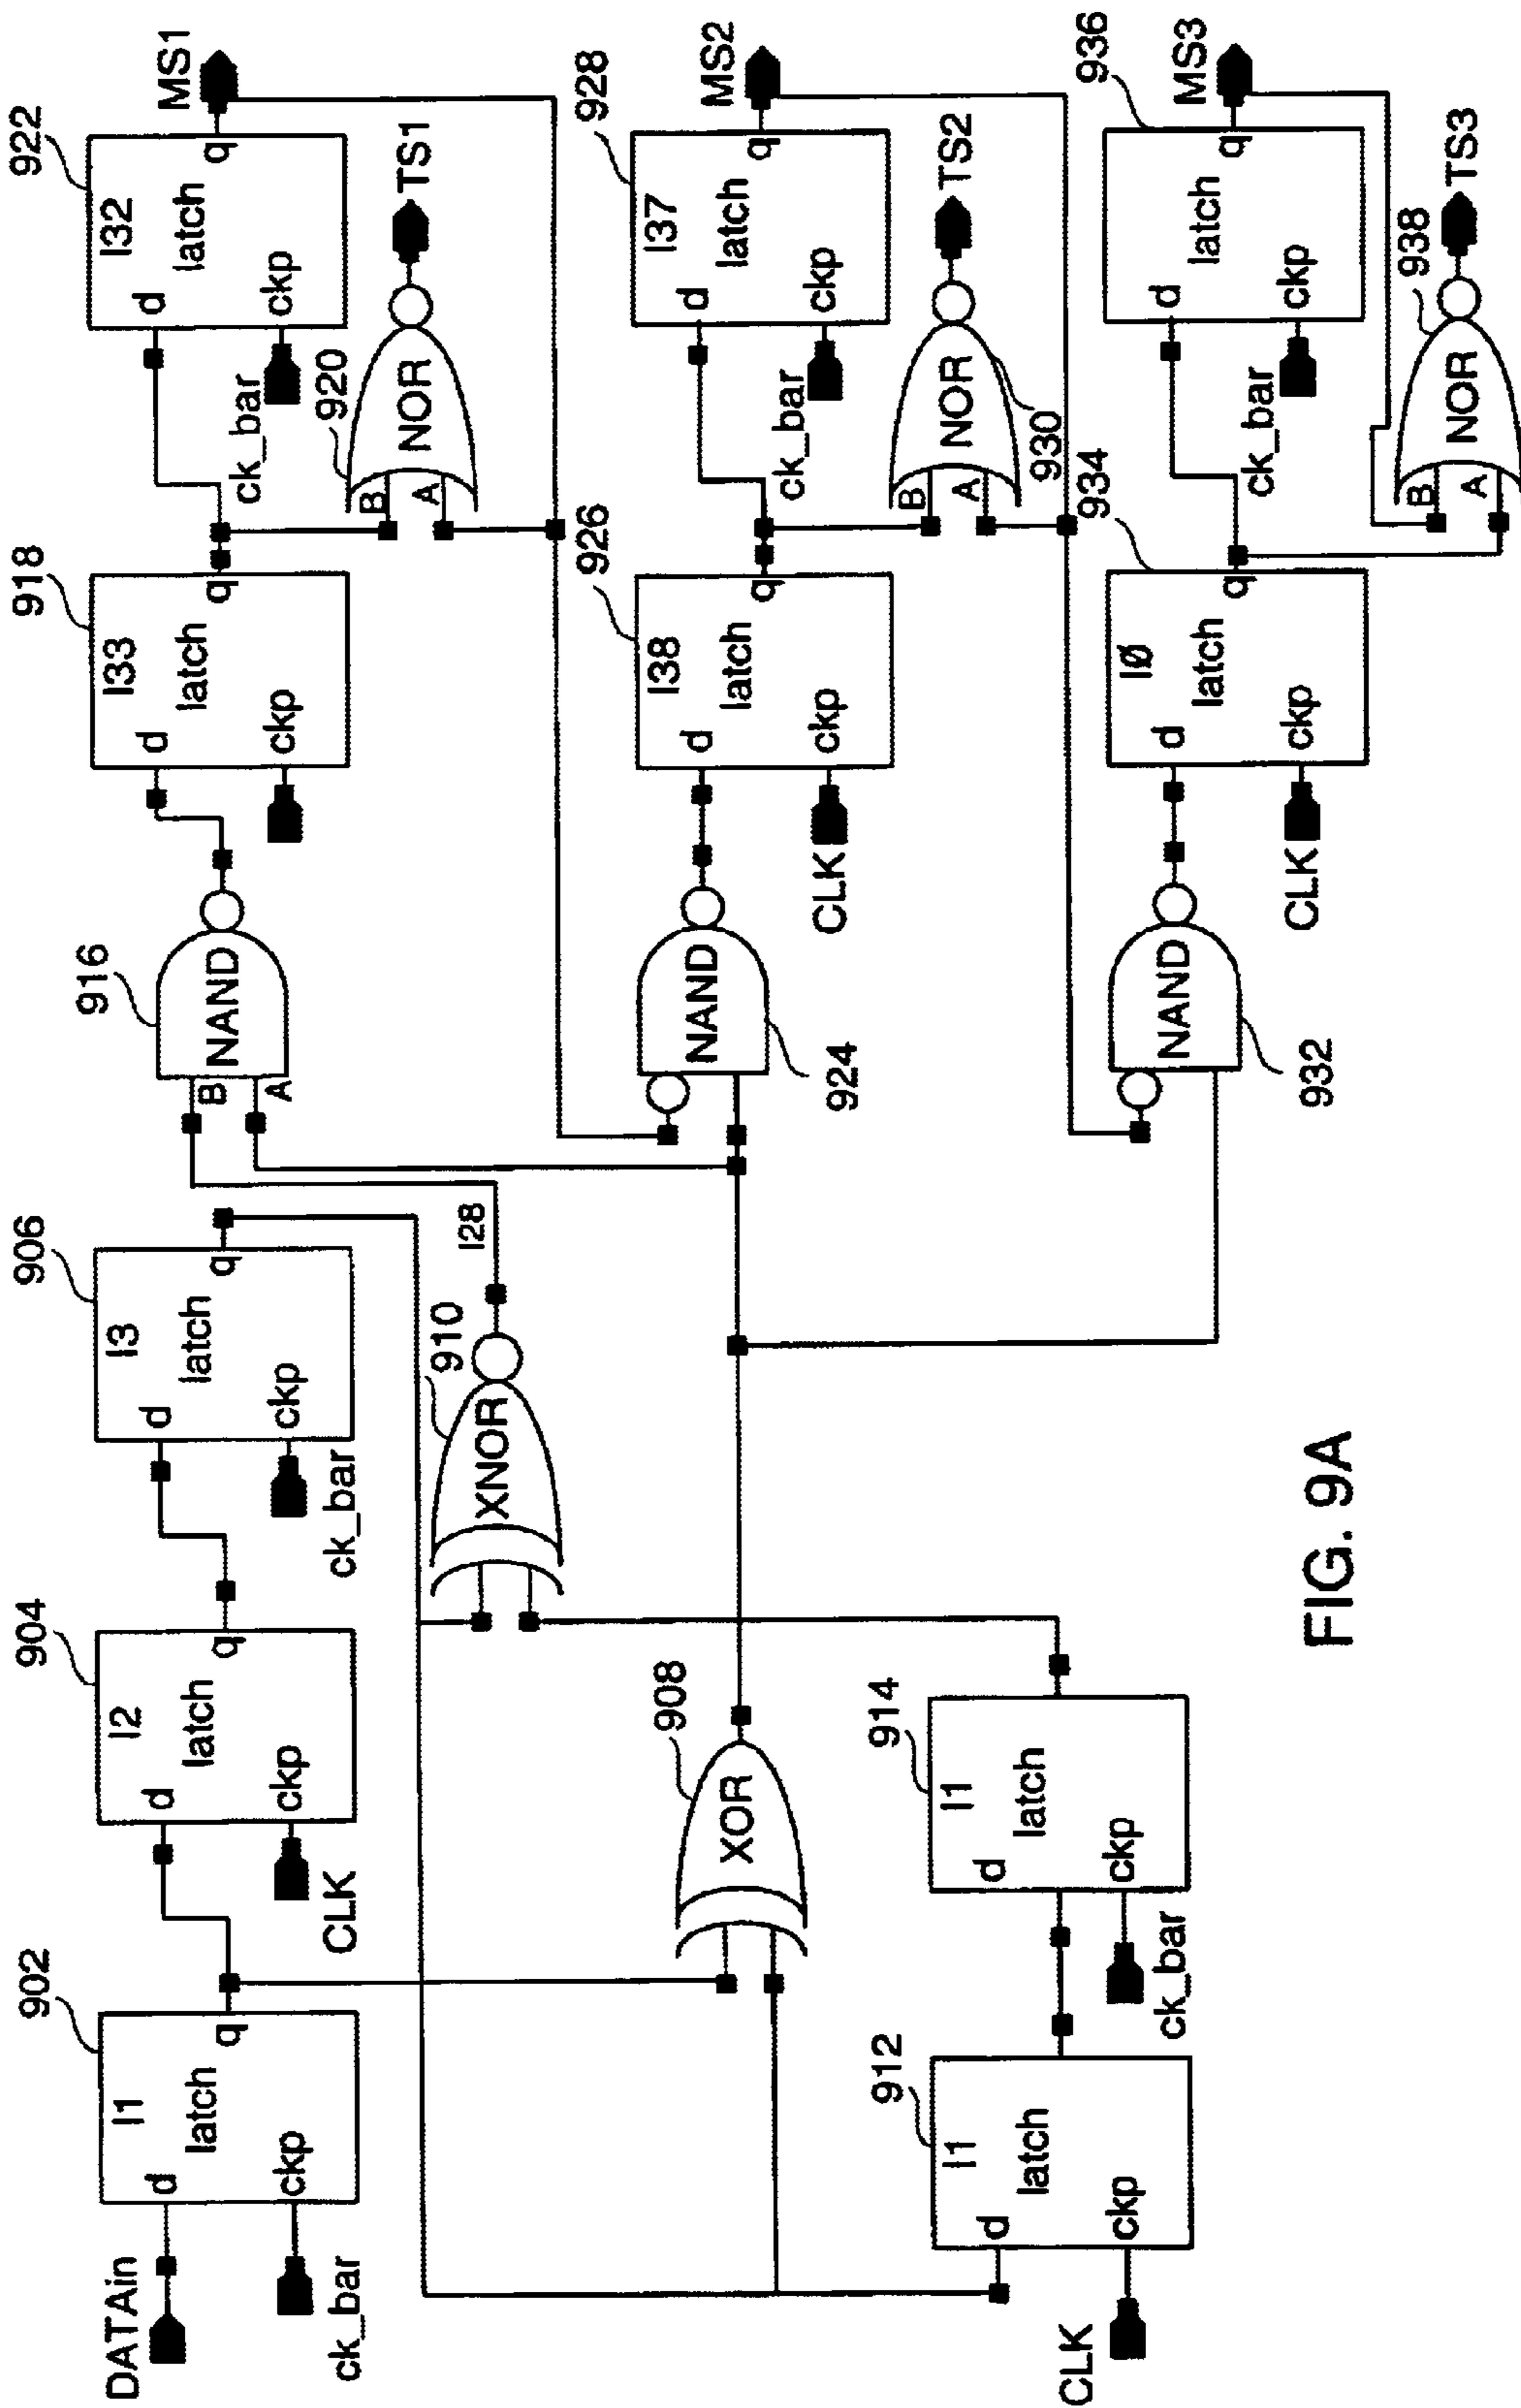 902
I1
latch
d
q
ckp
DATAin
ck_bar
904
I2
latch
d
q
ckp
CLK
906
I3
latch
d
q
ckp
ck_bar
908
XOR
910
XNOR
I28
912
I1
latch
d
ckp
CLK
914
I1
latch
d
ckp
ck_bar
916
NAND
B
A
918
I33
latch
d
q
ckp
920
NOR
B
A
TS1
922
I32
latch
d
q
ckp
ck_bar
MS1
924
NAND
926
I38
latch
d
q
ckp
CLK
928
I37
latch
d
q
ckp
ck_bar
MS2
930
NOR
B
A
TS2
932
NAND
934
IØ
latch
d
q
ckp
CLK
936
latch
d
q
ckp
ck_bar
MS3
938
NOR
B
A
TS3
FIG. 9A